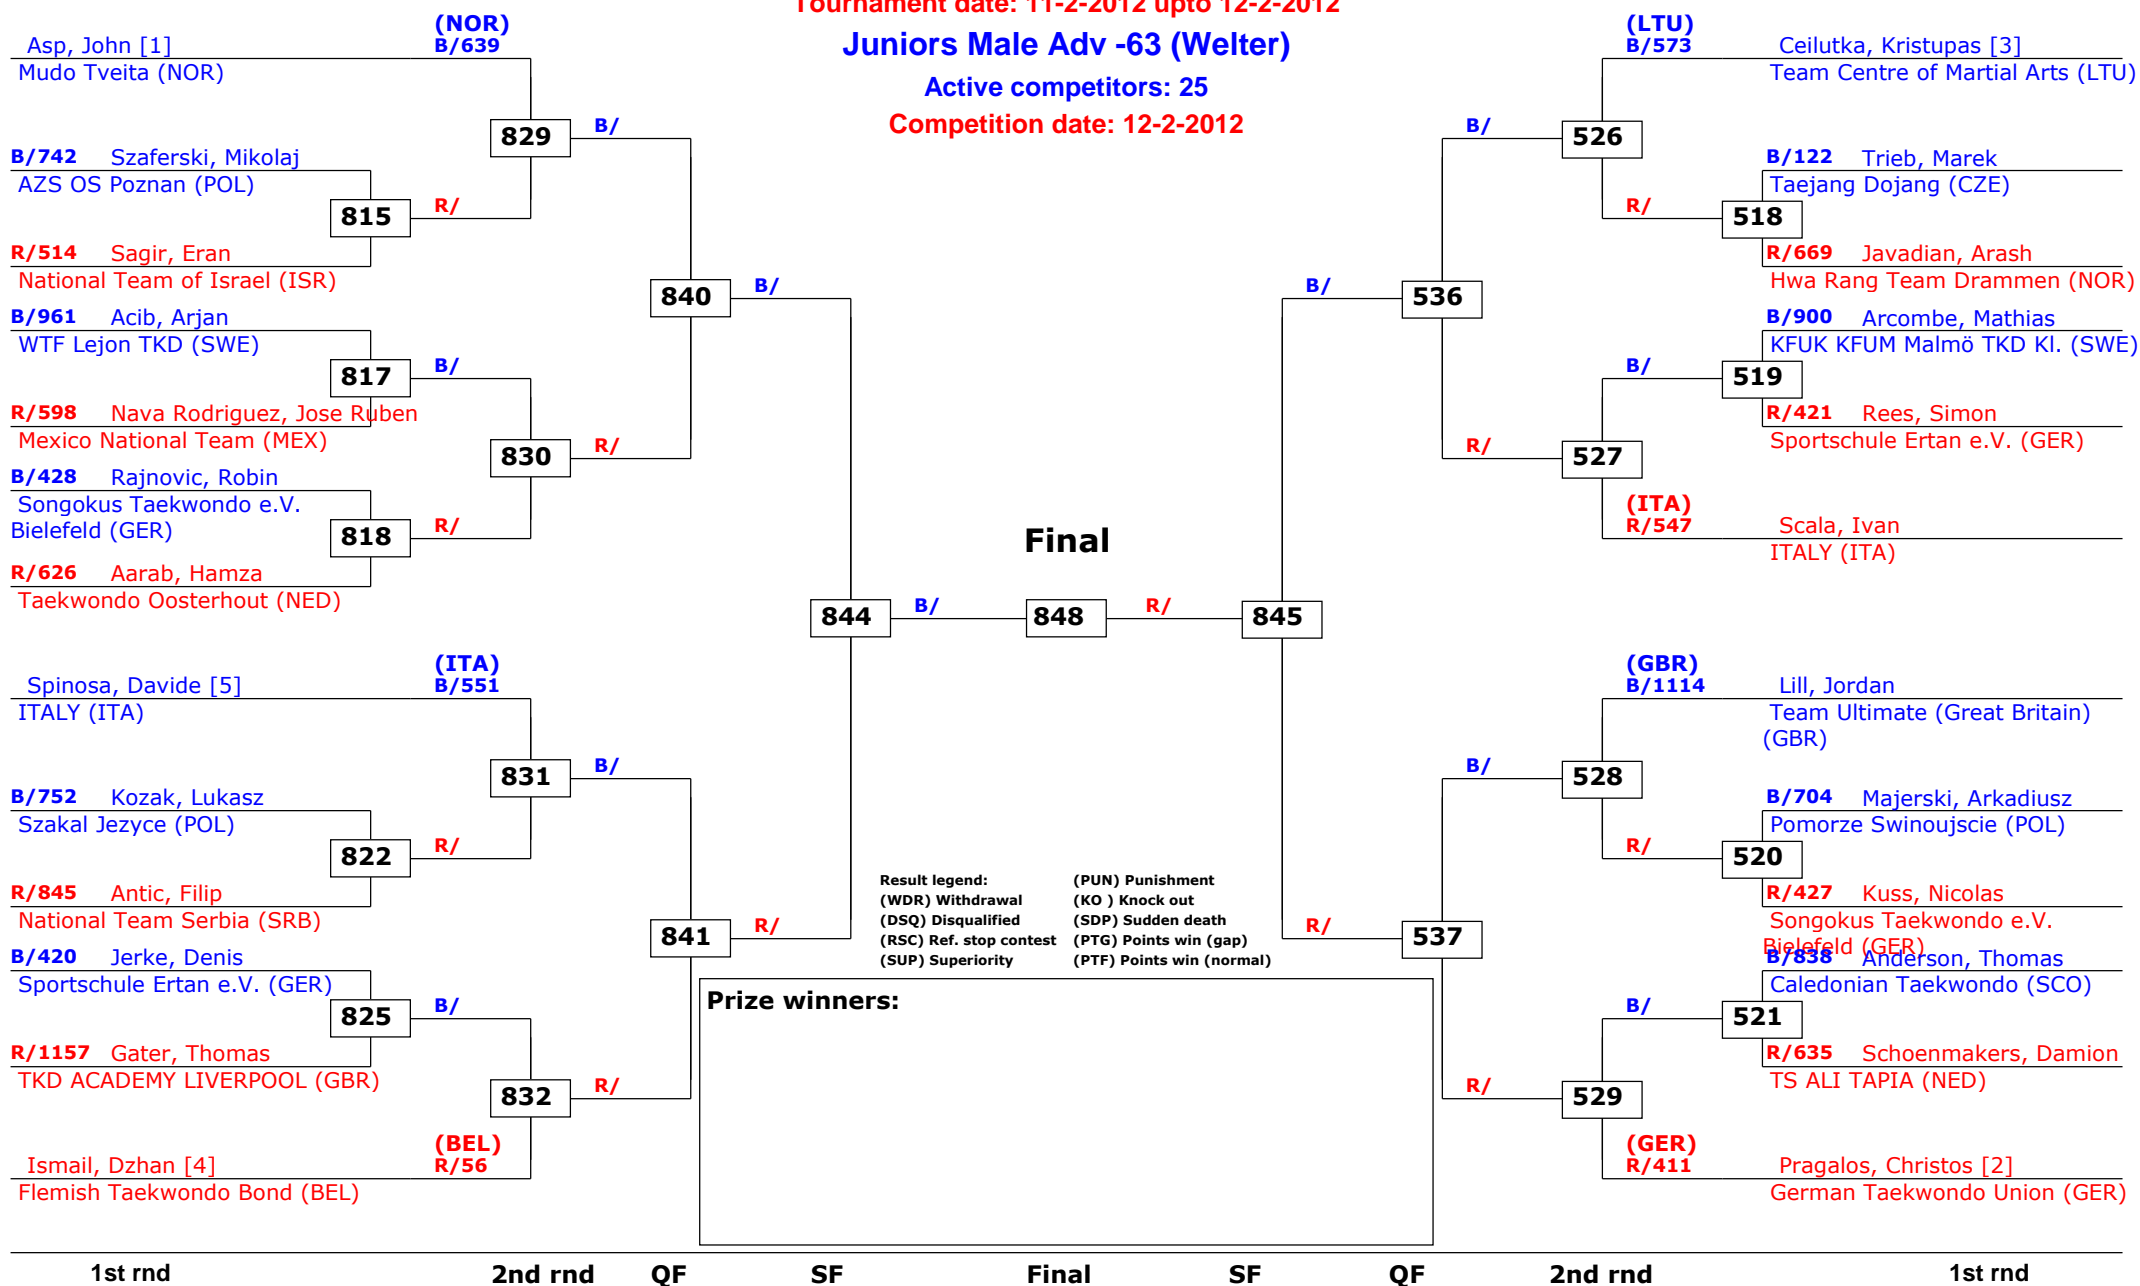 Tournament date: 11-2-2012 upto 12-2-2012
Juniors Male Adv -63 (Welter)
Active competitors: 25
Competition date: 12-2-2012
(NOR)
Asp, John [1] B/639
Mudo Tveita (NOR)
829
B/
B/742 Szaferski, Mikolaj
AZS OS Poznan (POL)
815
R/
R/514 Sagir, Eran
National Team of Israel (ISR)
840
B/
B/961 Acib, Arjan
WTF Lejon TKD (SWE)
817
B/
R/598 Nava Rodriguez, Jose Ruben
Mexico National Team (MEX)
830
R/
B/428 Rajnovic, Robin
Songokus Taekwondo e.V.
Bielefeld (GER)
818
R/
R/626 Aarab, Hamza
Taekwondo Oosterhout (NED)
844
B/
(ITA)
Spinosa, Davide [5] B/551
ITALY (ITA)
831
B/
B/752 Kozak, Lukasz
Szakal Jezyce (POL)
822
R/
R/845 Antic, Filip
National Team Serbia (SRB)
841
R/
B/420 Jerke, Denis
Sportschule Ertan e.V. (GER)
825
B/
R/1157 Gater, Thomas
TKD ACADEMY LIVERPOOL (GBR)
832
R/
(BEL)
Ismail, Dzhan [4] R/56
Flemish Taekwondo Bond (BEL)
Final
848
R/
845
Result legend: (PUN) Punishment
(WDR) Withdrawal (KO ) Knock out
(DSQ) Disqualified (SDP) Sudden death
(RSC) Ref. stop contest (PTG) Points win (gap)
(SUP) Superiority (PTF) Points win (normal)
Prize winners:
(LTU)
B/573 Ceilutka, Kristupas [3]
Team Centre of Martial Arts (LTU)
B/
526
B/122 Trieb, Marek
Taejang Dojang (CZE)
R/
518
R/669 Javadian, Arash
Hwa Rang Team Drammen (NOR)
B/
536
B/900 Arcombe, Mathias
KFUK KFUM Malmö TKD Kl. (SWE)
B/
519
R/421 Rees, Simon
Sportschule Ertan e.V. (GER)
R/
527
(ITA)
R/547 Scala, Ivan
ITALY (ITA)
(GBR)
B/1114 Lill, Jordan
Team Ultimate (Great Britain)
(GBR)
B/
528
B/704 Majerski, Arkadiusz
Pomorze Swinoujscie (POL)
R/
520
R/427 Kuss, Nicolas
Songokus Taekwondo e.V.
Bielefeld (GER)
R/
537
B/838 Anderson, Thomas
Caledonian Taekwondo (SCO)
B/
521
R/635 Schoenmakers, Damion
TS ALI TAPIA (NED)
R/
529
(GER)
R/411 Pragalos, Christos [2]
German Taekwondo Union (GER)
1st rnd 2nd rnd QF SF Final SF QF 2nd rnd 1st rnd